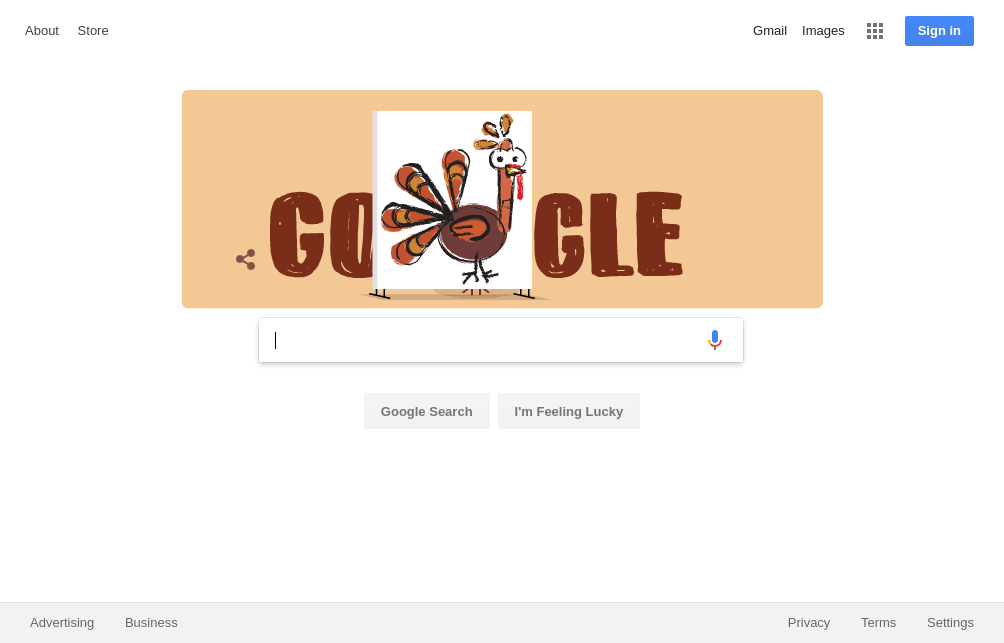 About Store Gmail Images Sign in
GO GLE
Google Search I'm Feeling Lucky
Advertising Business Privacy Terms Settings